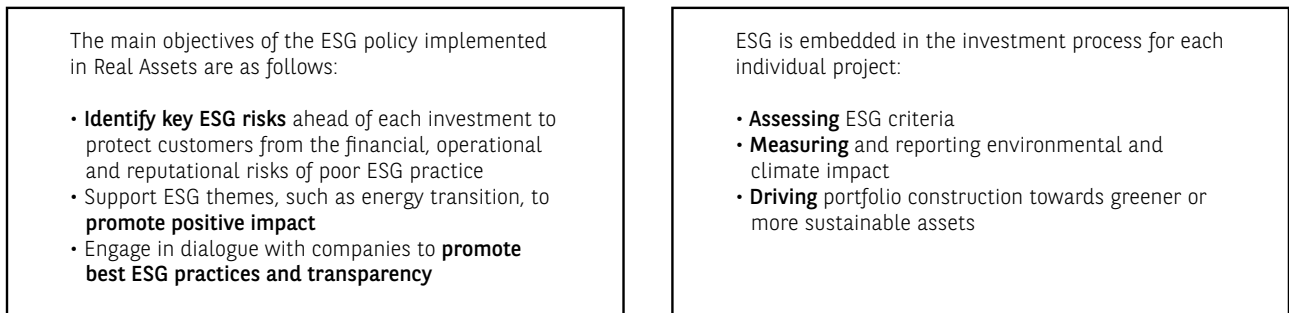 The main objectives of the ESG policy implemented
in Real Assets are as follows:
• Identify key ESG risks ahead of each investment to
protect customers from the financial, operational
and reputational risks of poor ESG practice
• Support ESG themes, such as energy transition, to
promote positive impact
• Engage in dialogue with companies to promote
best ESG practices and transparency
ESG is embedded in the investment process for each
individual project:
• Assessing ESG criteria
• Measuring and reporting environmental and
climate impact
• Driving portfolio construction towards greener or
more sustainable assets